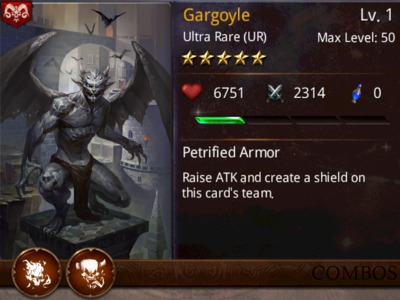 Gargoyle
Lv. 1
Ultra Rare (UR)
Max Level: 50
6751
2314
0
Petrified Armor
Raise ATK and create a shield on
this card's team.
COMBOS